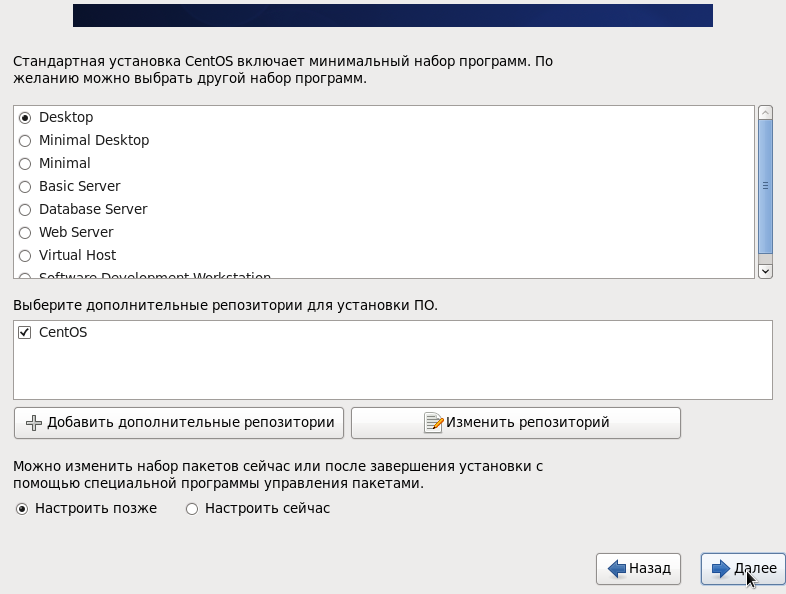 Стандартная установка CentOS включает минимальный набор программ. По
желанию можно выбрать другой набор программ.
Desktop
Minimal Desktop
Minimal
Basic Server
Database Server
Web Server
Virtual Host
Software Development Workstation
Выберите дополнительные репозитории для установки ПО.
CentOS
Добавить дополнительные репозитории
Изменить репозиторий
Можно изменить набор пакетов сейчас или после завершения установки с
помощью специальной программы управления пакетами.
Настроить позже
Настроить сейчас
Назад
Далее